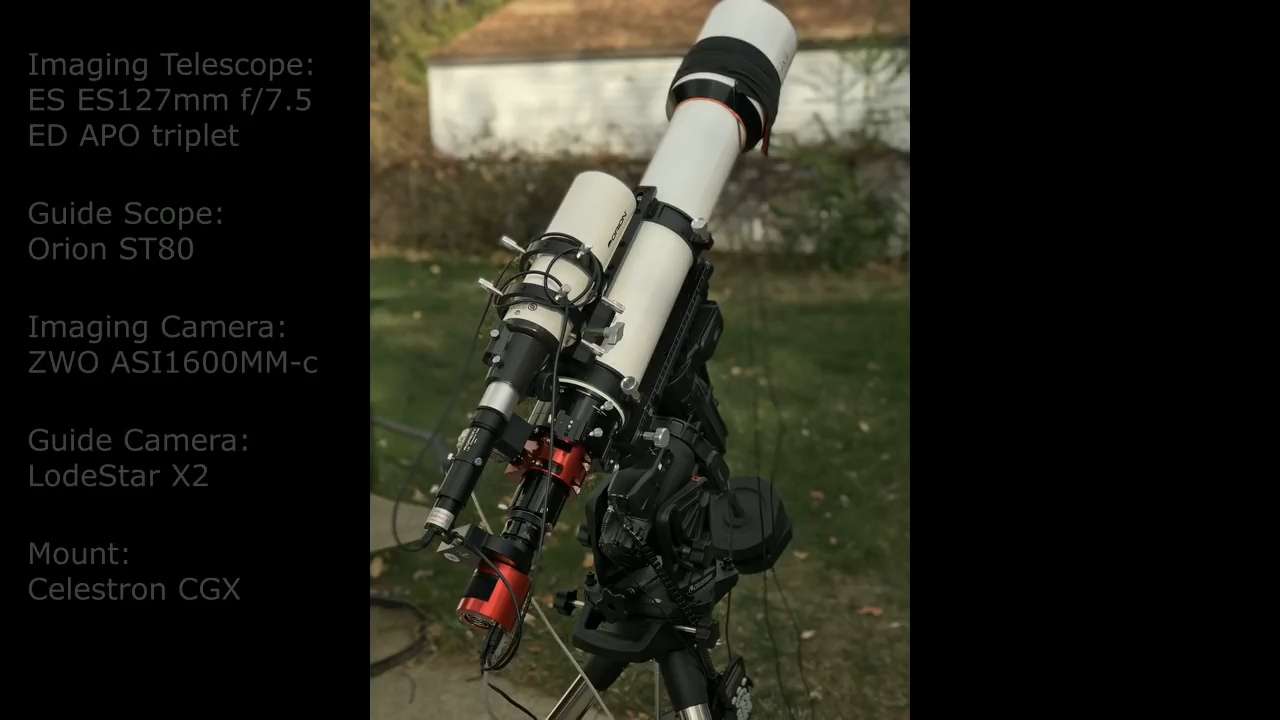 Imaging Telescope:
ES ES127mm f/7.5
ED APO triplet
Guide Scope:
Orion ST80
Imaging Camera:
ZWO ASI1600MM-c
Guide Camera:
LodeStar X2
Mount:
Celestron CGX
ORION